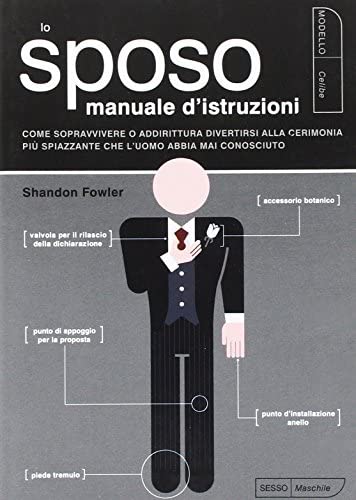 lo
sposo
manuale d'istruzioni
MODELLO
Celibe
COME SOPRAVVIVERE O ADDIRITTURA DIVERTIRSI ALLA CERIMONIA
PIÙ SPIAZZANTE CHE L'UOMO ABBIA MAI CONOSCIUTO
Shandon Fowler
accessorio botanico
valvola per il rilascio
della dichiarazione
punto di appoggio
per la proposta
punto d'installazione
anello
piede tremulo
SESSO Maschile